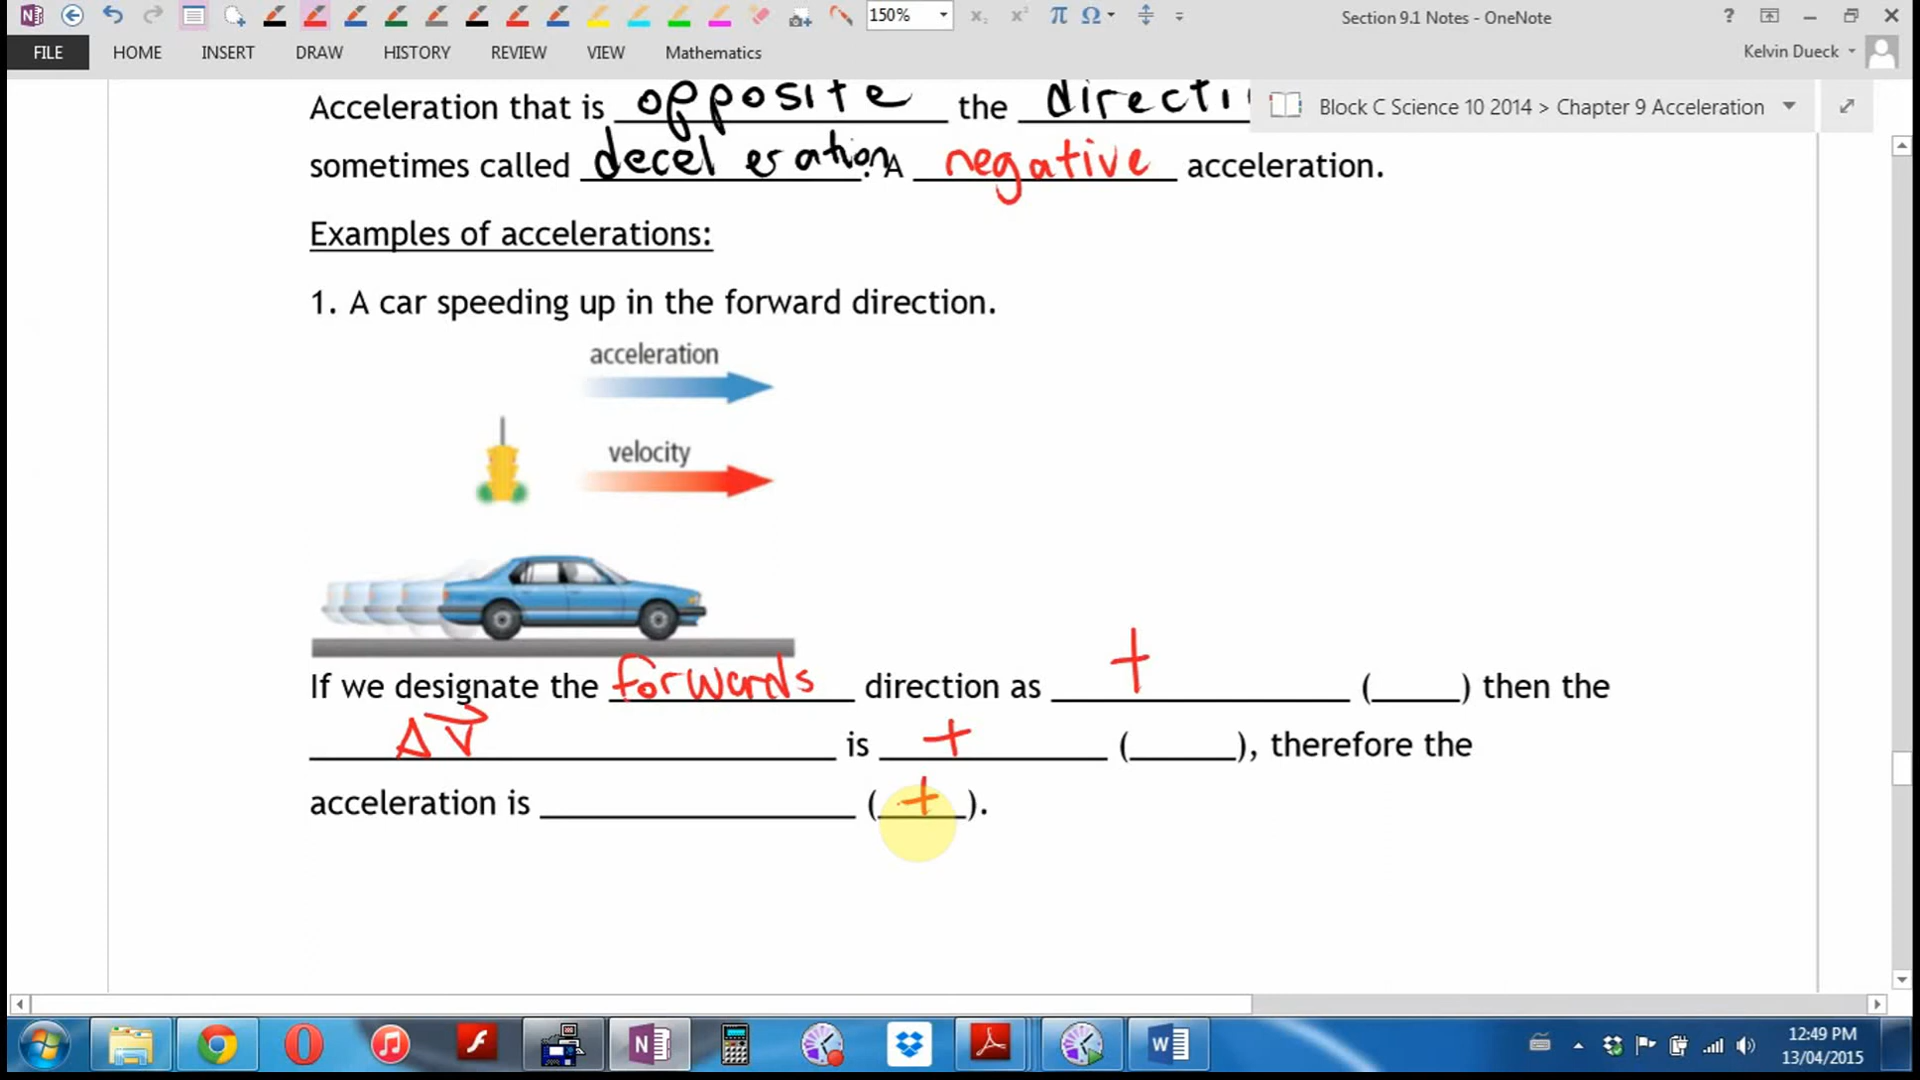 150%
x₂ x² π Ω
Section 9.1 Notes - OneNote
?
FILE HOME INSERT DRAW HISTORY REVIEW VIEW Mathematics
Kelvin Dueck
Block C Science 10 2014 > Chapter 9 Acceleration
Acceleration that is opposite the
sometimes called deceleration. A negative acceleration.
Examples of accelerations:
1. A car speeding up in the forward direction.
acceleration
velocity
If we designate the forwards direction as + (_____) then the
Δv⃗ is + (______), therefore the
acceleration is __________________ (+).
12:49 PM
13/04/2015